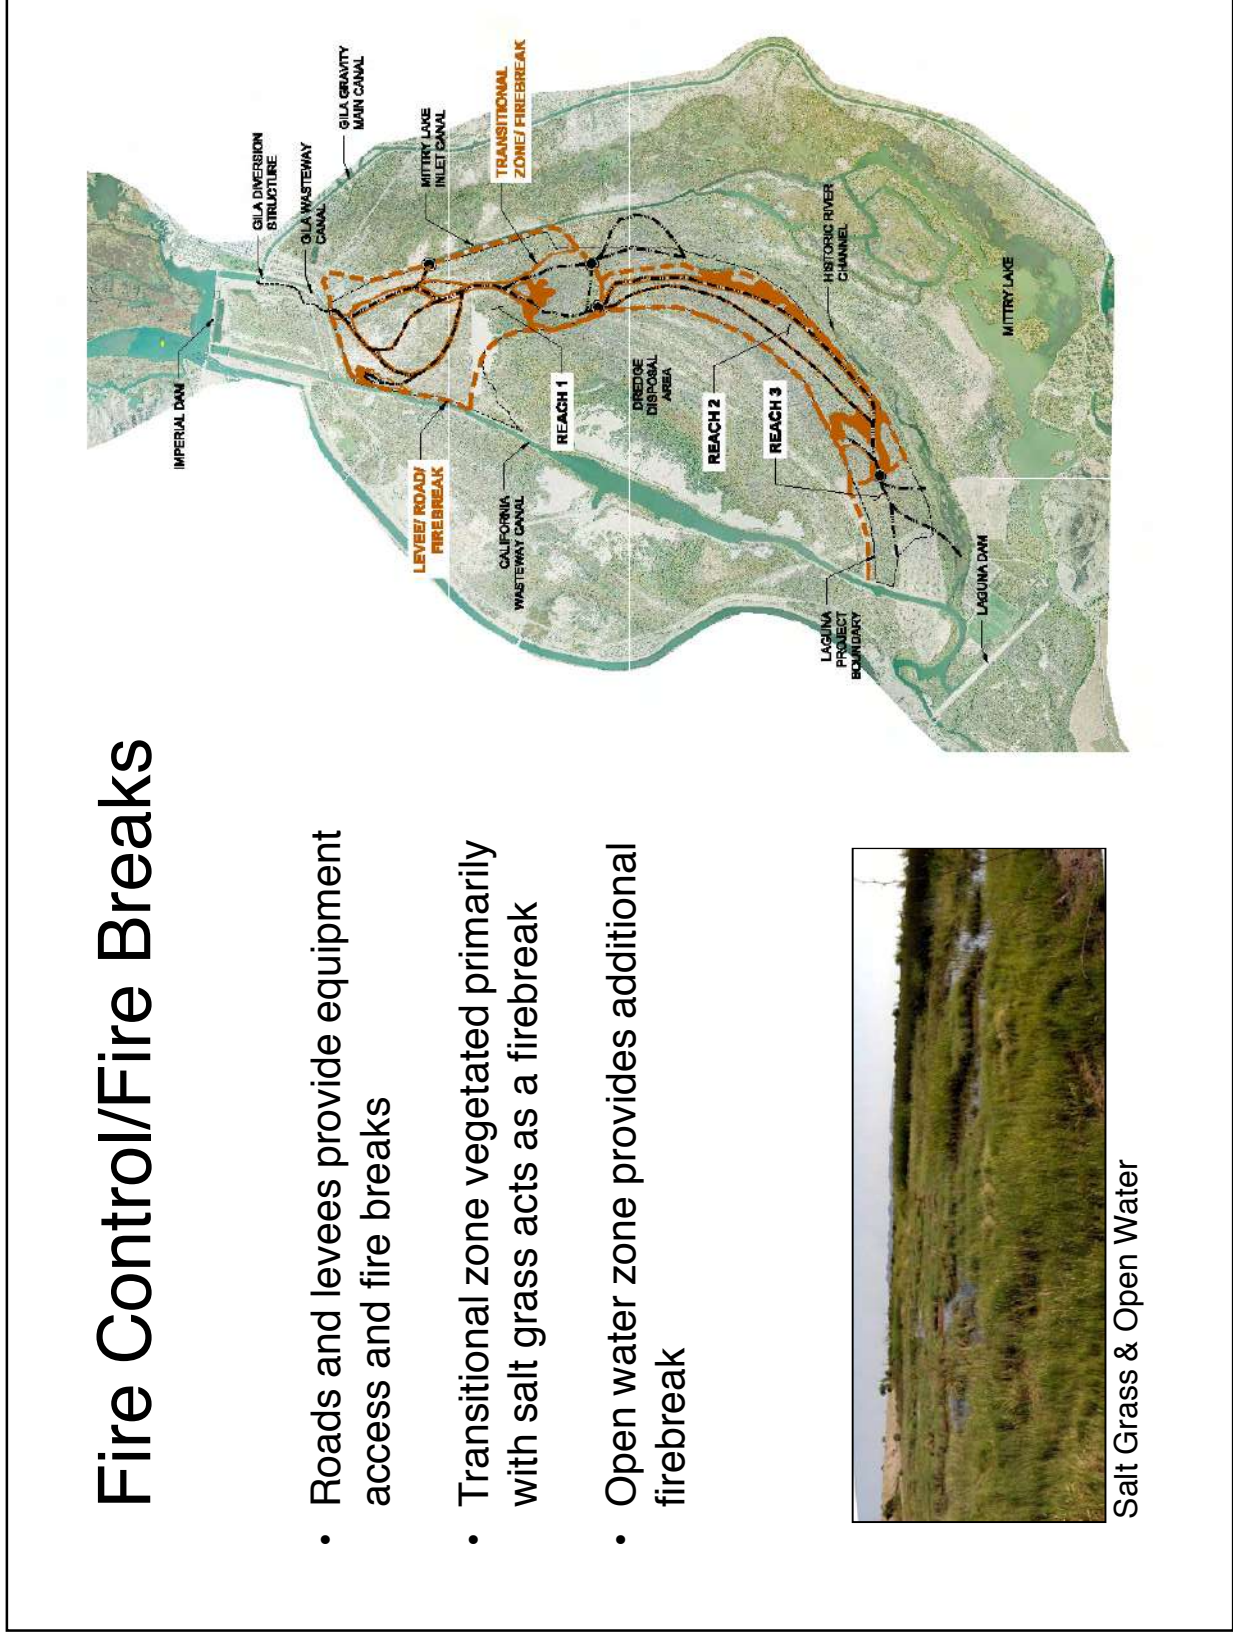 Fire Control/Fire Breaks
• Roads and levees provide equipment
access and fire breaks
• Transitional zone vegetated primarily
with salt grass acts as a firebreak
• Open water zone provides additional
firebreak
Salt Grass & Open Water
IMPERIAL DAM
GILA DIVERSION
STRUCTURE
GILA WASTEWAY
CANAL
GILA GRAVITY
MAIN CANAL
MITTRY LAKE
INLET CANAL
TRANSITIONAL
ZONE/ FIREBREAK
LEVEE/ ROAD/
FIREBREAK
CALIFORNIA
WASTEWAY CANAL
REACH 1
DREDGE
DISPOSAL
AREA
REACH 2
REACH 3
HISTORIC RIVER
CHANNEL
MITTRY LAKE
LAGUNA
PROJECT
BOUNDARY
LAGUNA DAM